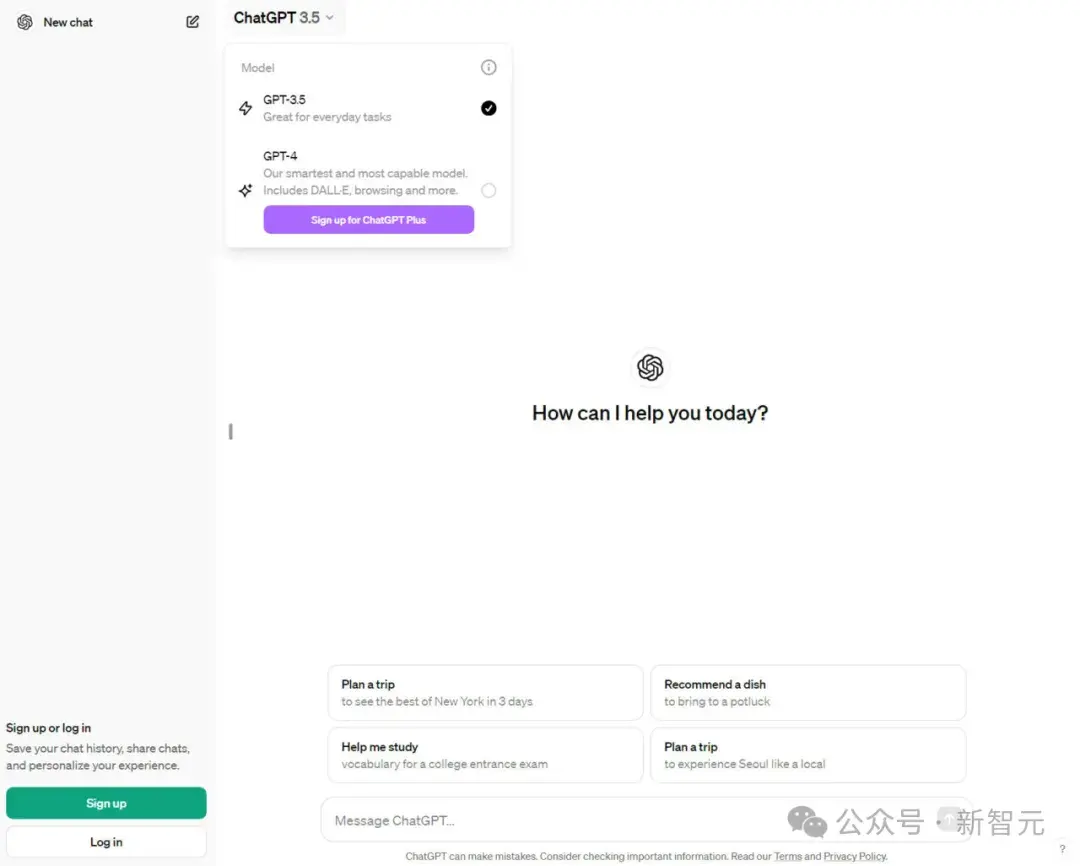 New chat
ChatGPT 3.5
Model
GPT-3.5
Great for everyday tasks
GPT-4
Our smartest and most capable model.
Includes DALL·E, browsing and more.
Sign up for ChatGPT Plus
How can I help you today?
Plan a trip
to see the best of New York in 3 days
Recommend a dish
to bring to a potluck
Help me study
vocabulary for a college entrance exam
Plan a trip
to experience Seoul like a local
Sign up or log in
Save your chat history, share chats,
and personalize your experience.
Sign up
Log in
Message ChatGPT...
公众号·新智元
ChatGPT can make mistakes. Consider checking important information. Read our Terms and Privacy Policy.
?